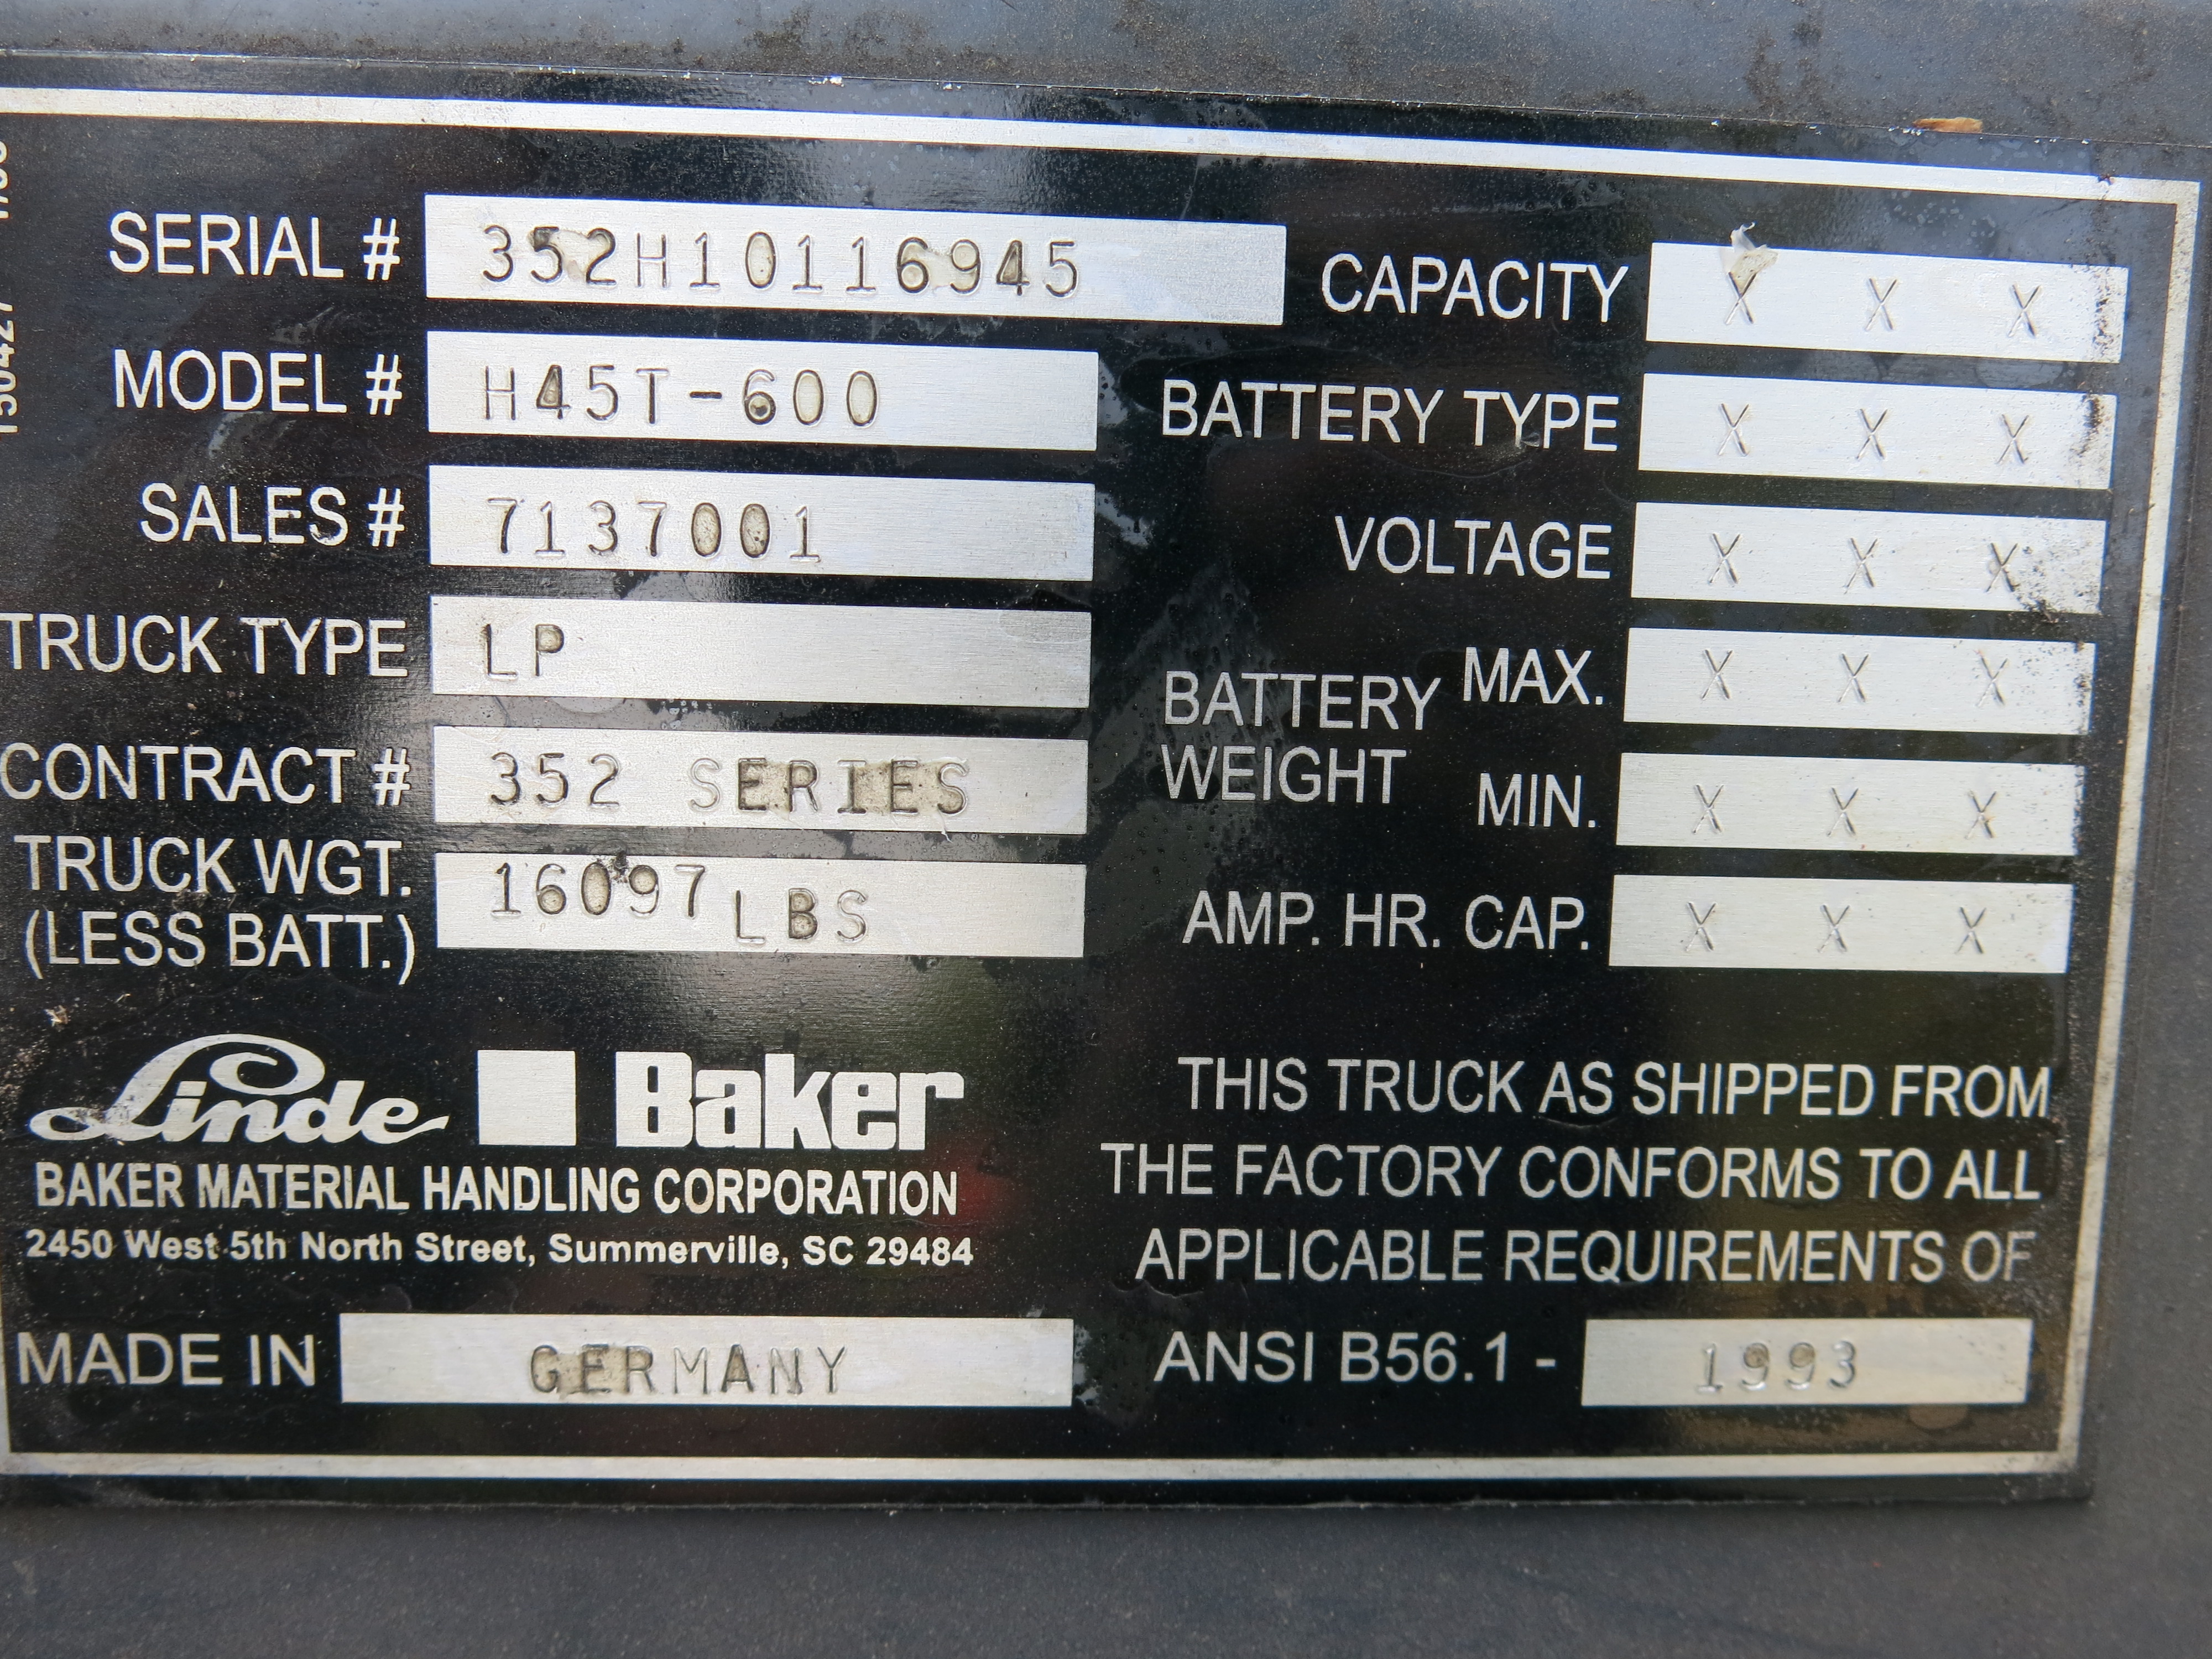 SERIAL # 352H10116945
MODEL # H45T-600
SALES # 7137001
TRUCK TYPE LP
CONTRACT # 352 SERIES
TRUCK WGT.
(LESS BATT.) 16097 LBS
CAPACITY X X X
BATTERY TYPE X X X
VOLTAGE X X X
BATTERY WEIGHT MAX. X X X
MIN. X X X
AMP. HR. CAP. X X X
Linde Baker
BAKER MATERIAL HANDLING CORPORATION
2450 West 5th North Street, Summerville, SC 29484
MADE IN GERMANY
THIS TRUCK AS SHIPPED FROM
THE FACTORY CONFORMS TO ALL
APPLICABLE REQUIREMENTS OF
ANSI B56.1 - 1993